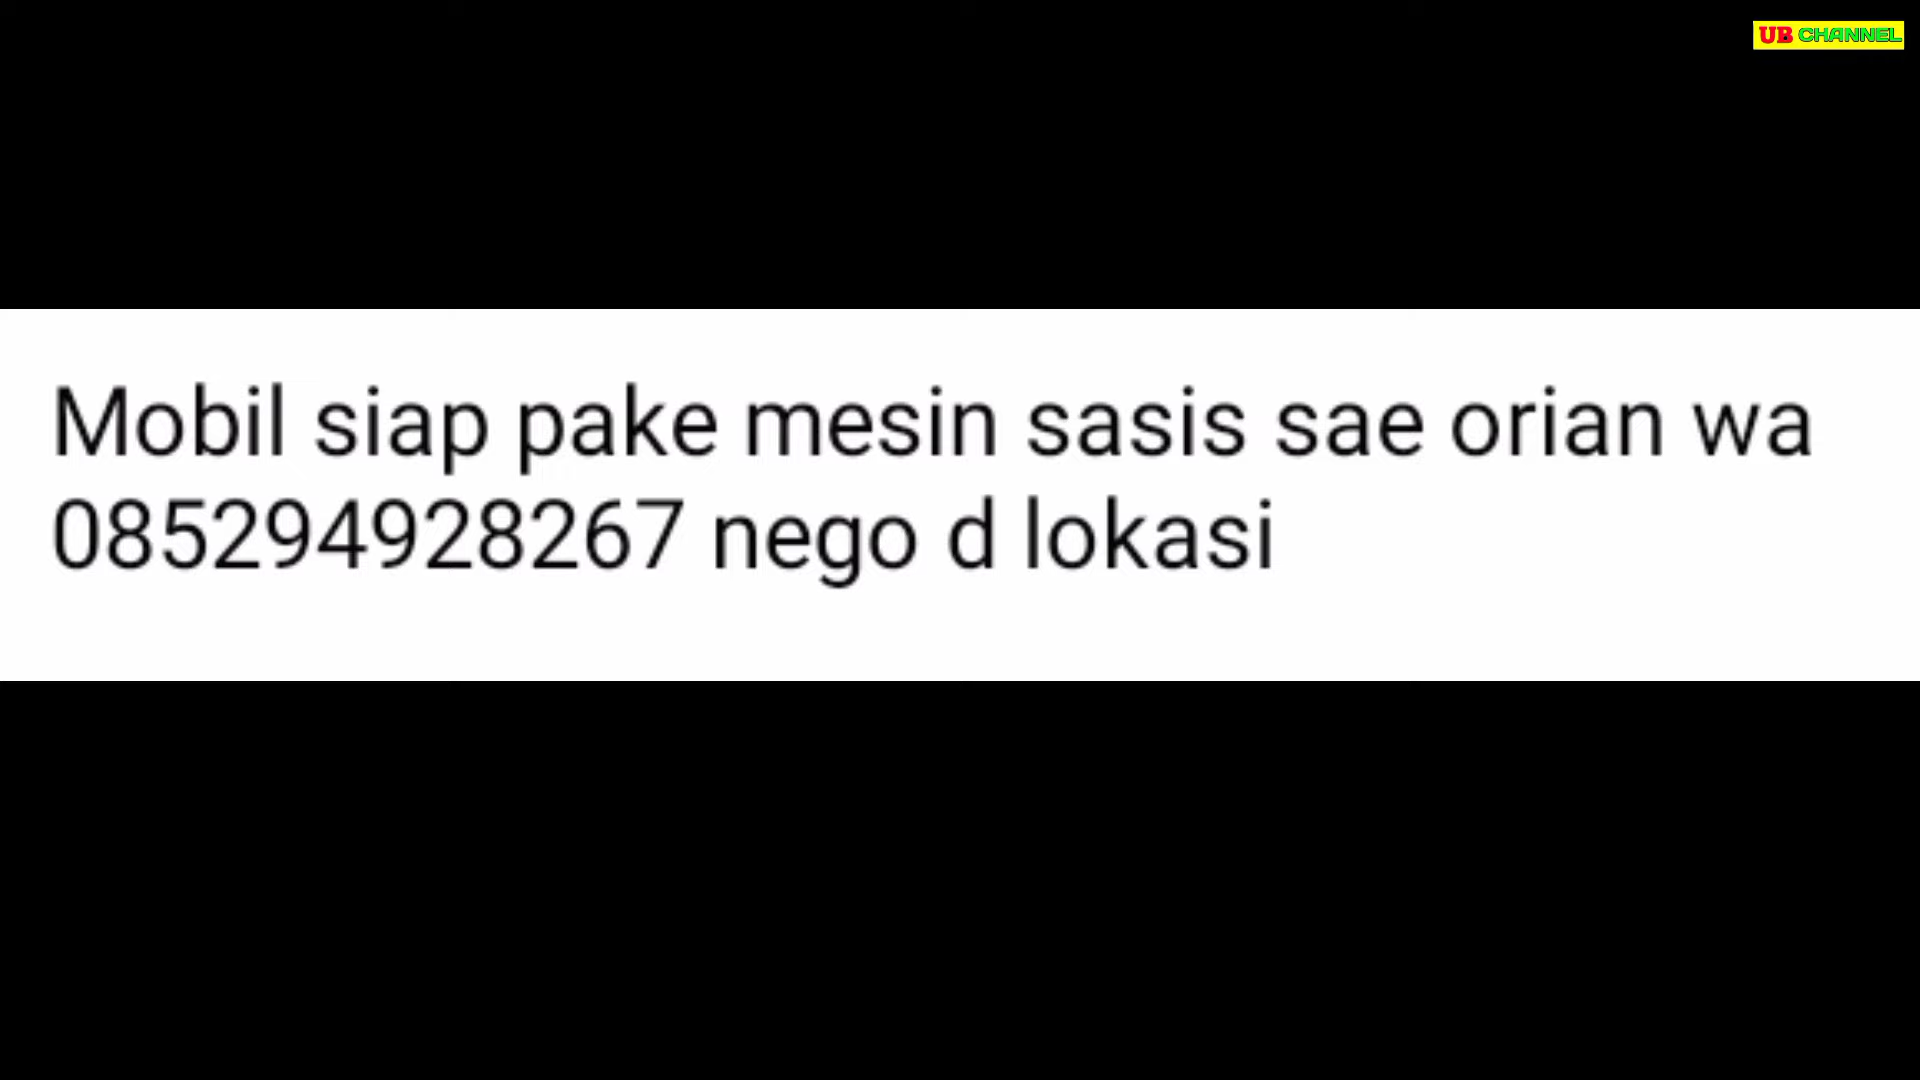 UB CHANNEL
Mobil siap pake mesin sasis sae orian wa
085294928267 nego d lokasi